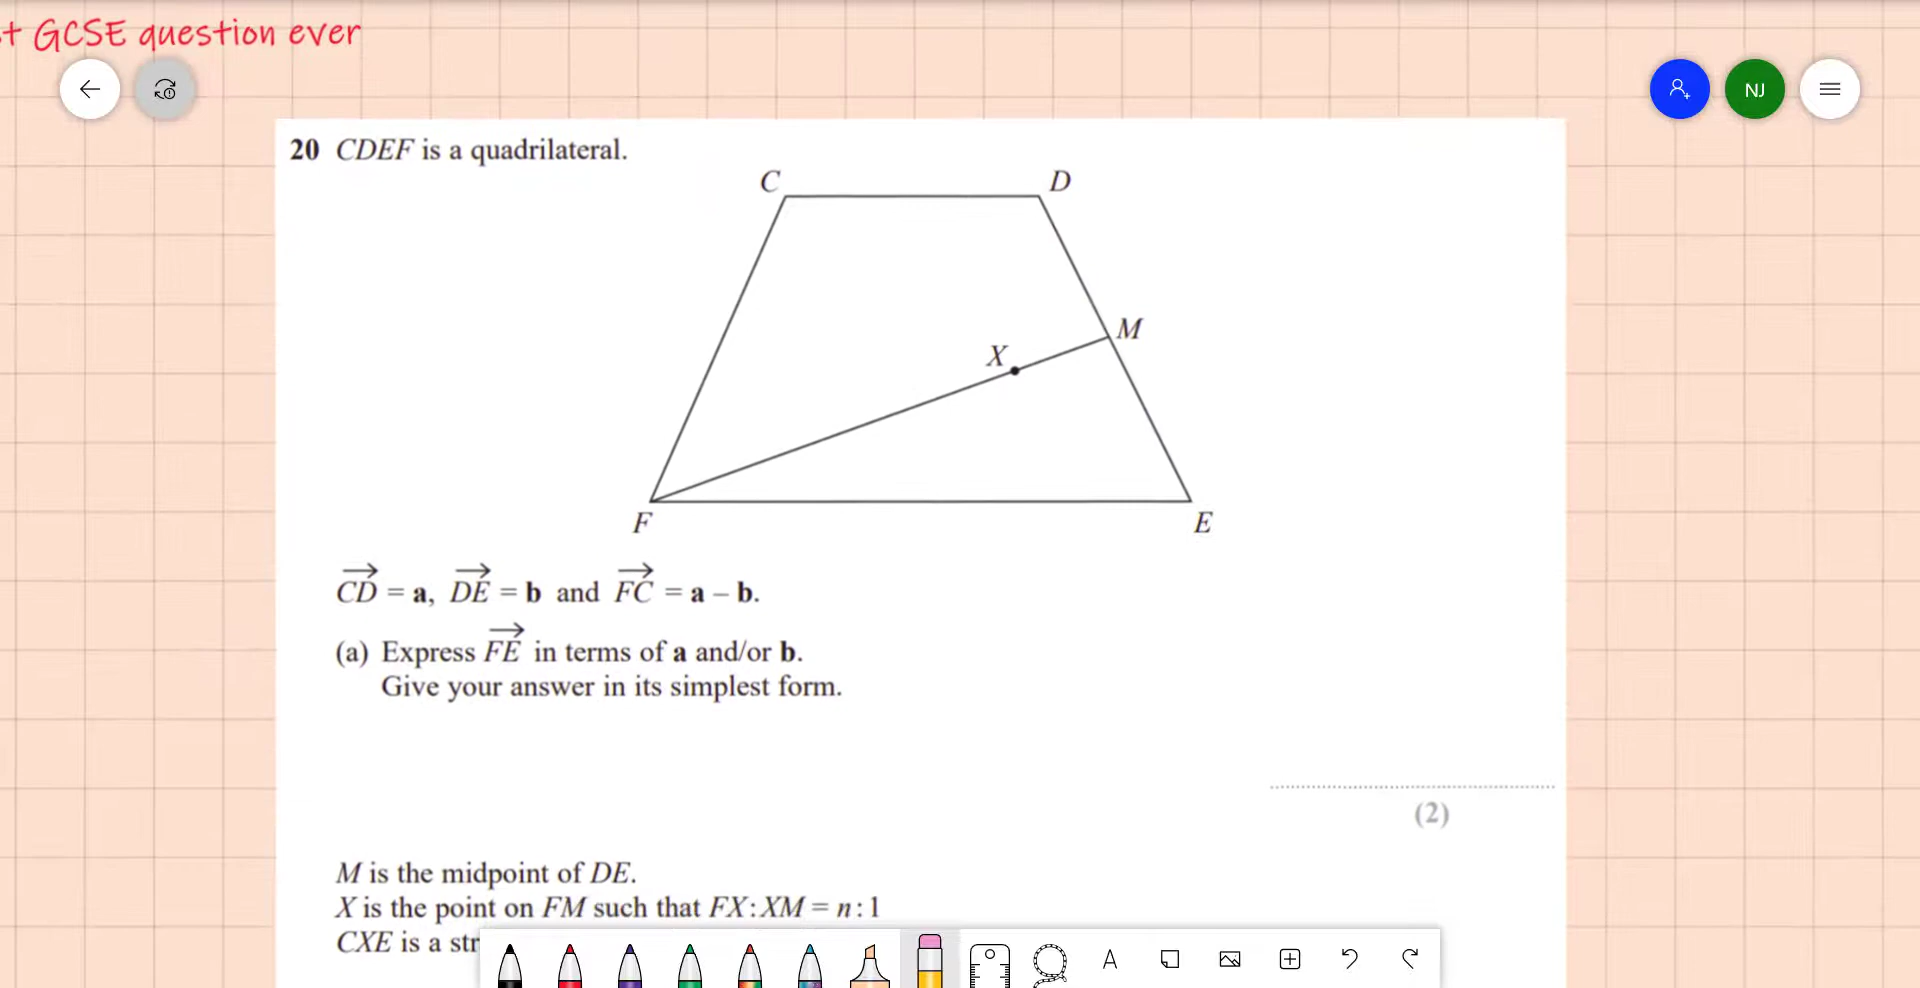 t GCSE question ever
NJ
20 CDEF is a quadrilateral.
C
D
M
X
F
E
CD = a, DE = b and FC = a – b.
(a) Express FE in terms of a and/or b.
Give your answer in its simplest form.
(2)
M is the midpoint of DE.
X is the point on FM such that FX : XM = n : 1
CXE is a str
A